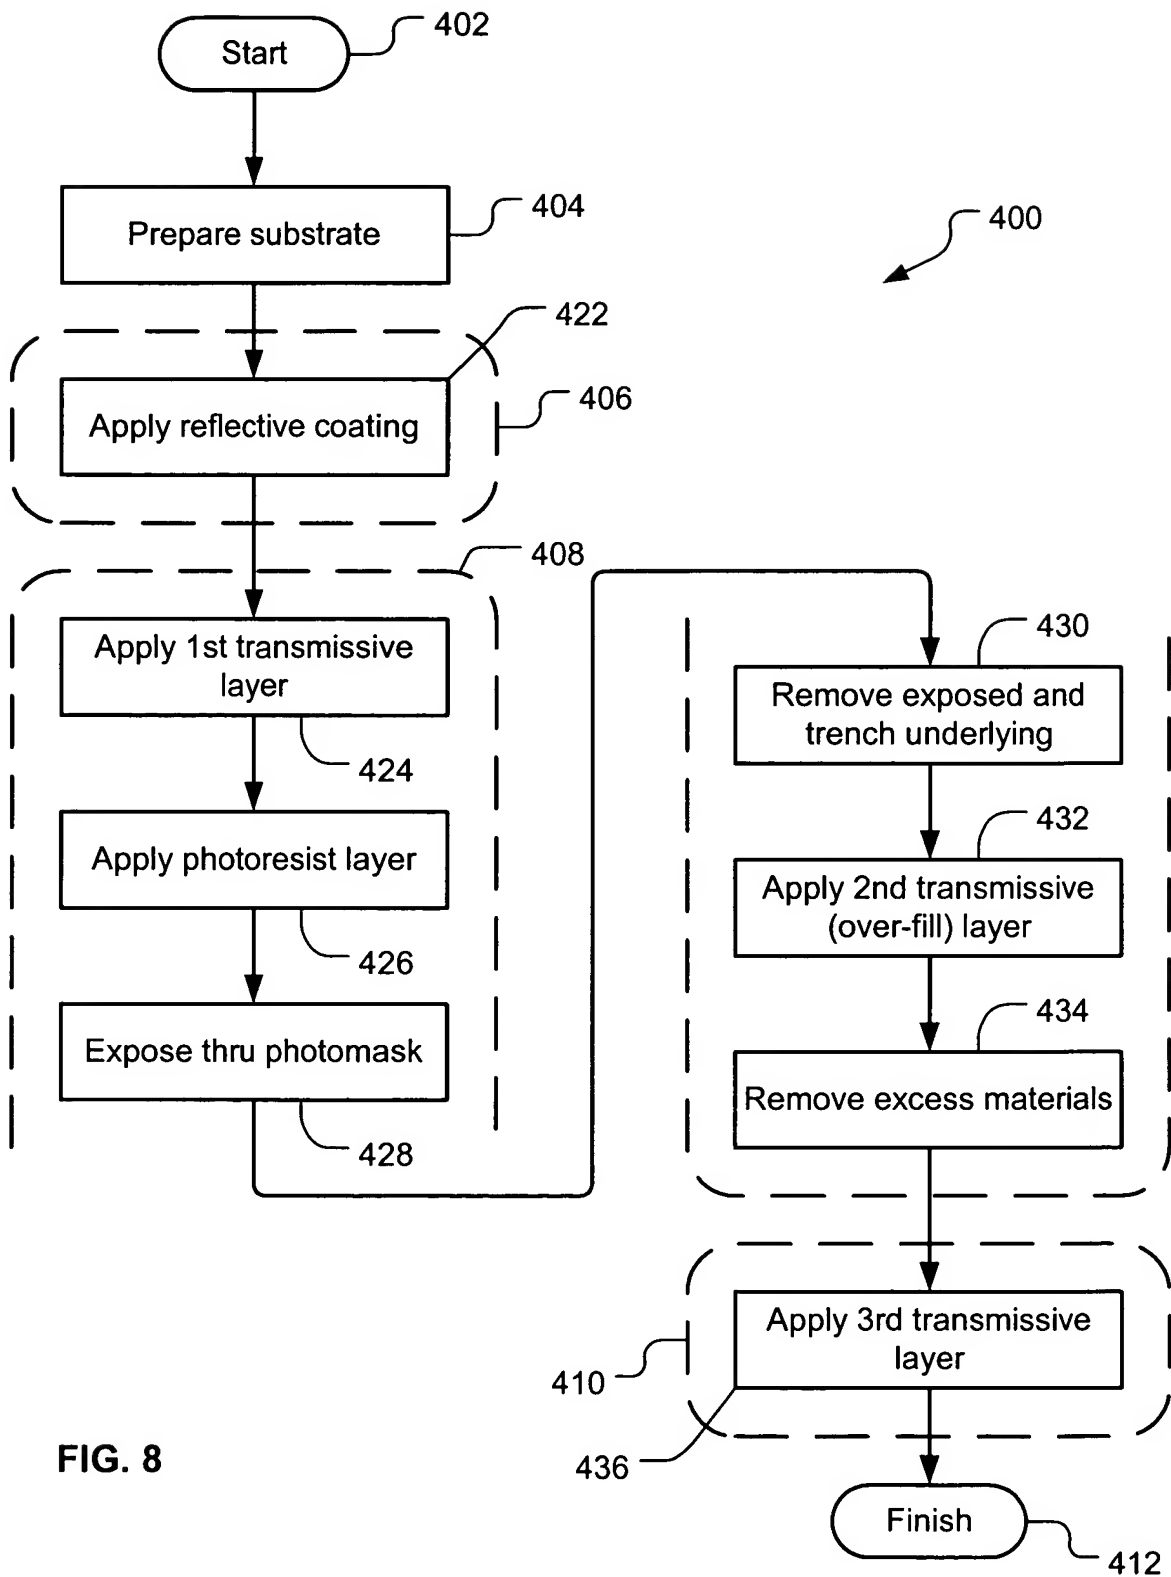 Start
402
Prepare substrate
404
400
422
Apply reflective coating
406
408
Apply 1st transmissive
layer
424
Apply photoresist layer
426
Expose thru photomask
428
430
Remove exposed and
trench underlying
432
Apply 2nd transmissive
(over-fill) layer
434
Remove excess materials
Apply 3rd transmissive
layer
410
436
Finish
412
FIG. 8